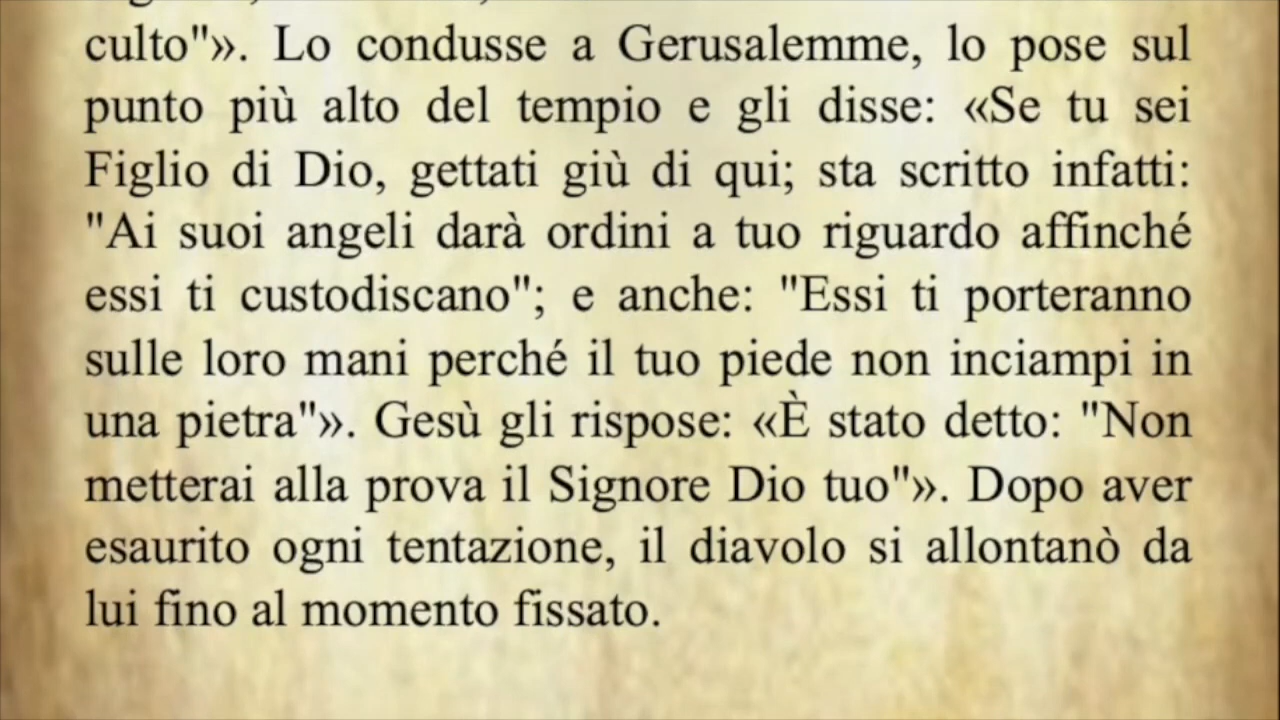 culto"». Lo condusse a Gerusalemme, lo pose sul
punto più alto del tempio e gli disse: «Se tu sei
Figlio di Dio, gettati giù di qui; sta scritto infatti:
"Ai suoi angeli darà ordini a tuo riguardo affinché
essi ti custodiscano"; e anche: "Essi ti porteranno
sulle loro mani perché il tuo piede non inciampi in
una pietra"». Gesù gli rispose: «È stato detto: "Non
metterai alla prova il Signore Dio tuo"». Dopo aver
esaurito ogni tentazione, il diavolo si allontanò da
lui fino al momento fissato.